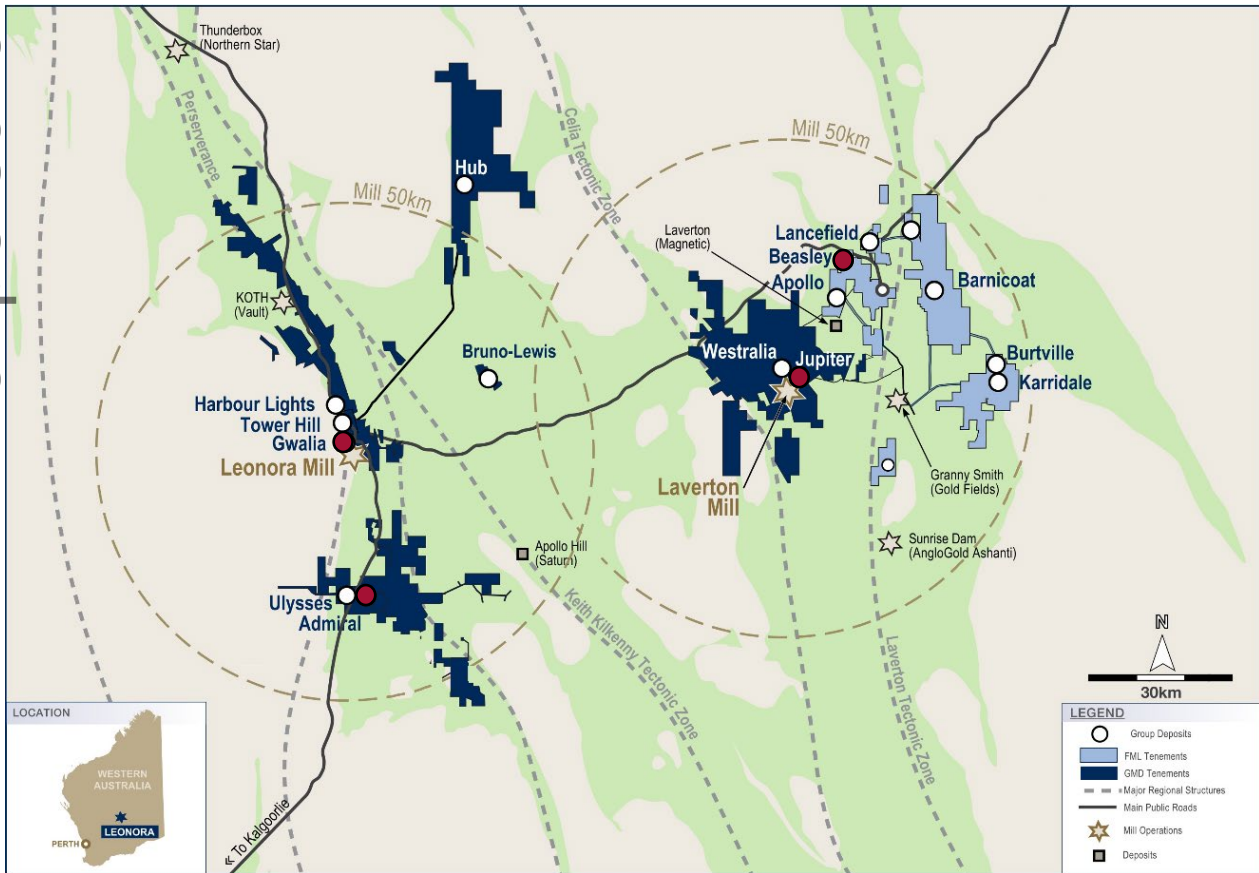 Thunderbox
(Northern Star)
Perserverance
Mill 50km
Hub
Celia Tectonic Zone
Mill 50km
Laverton
(Magnetic)
Lancefield
Beasley
Apollo
Barnicoat
KOTH
(Vault)
Bruno-Lewis
Westralia
Jupiter
Burtville
Karridale
Harbour Lights
Tower Hill
Gwalia
Leonora Mill
Laverton
Mill
Granny Smith
(Gold Fields)
Apollo Hill
(Saturn)
Sunrise Dam
(AngloGold Ashanti)
Ulysses
Admiral
Keith Kilkenny Tectonic Zone
Laverton Tectonic Zone
N
30km
« To Kalgoorlie
LOCATION
WESTERN
AUSTRALIA
LEONORA
PERTH
LEGEND
Group Deposits
FML Tenements
GMD Tenements
Major Regional Structures
Main Public Roads
Mill Operations
Deposits